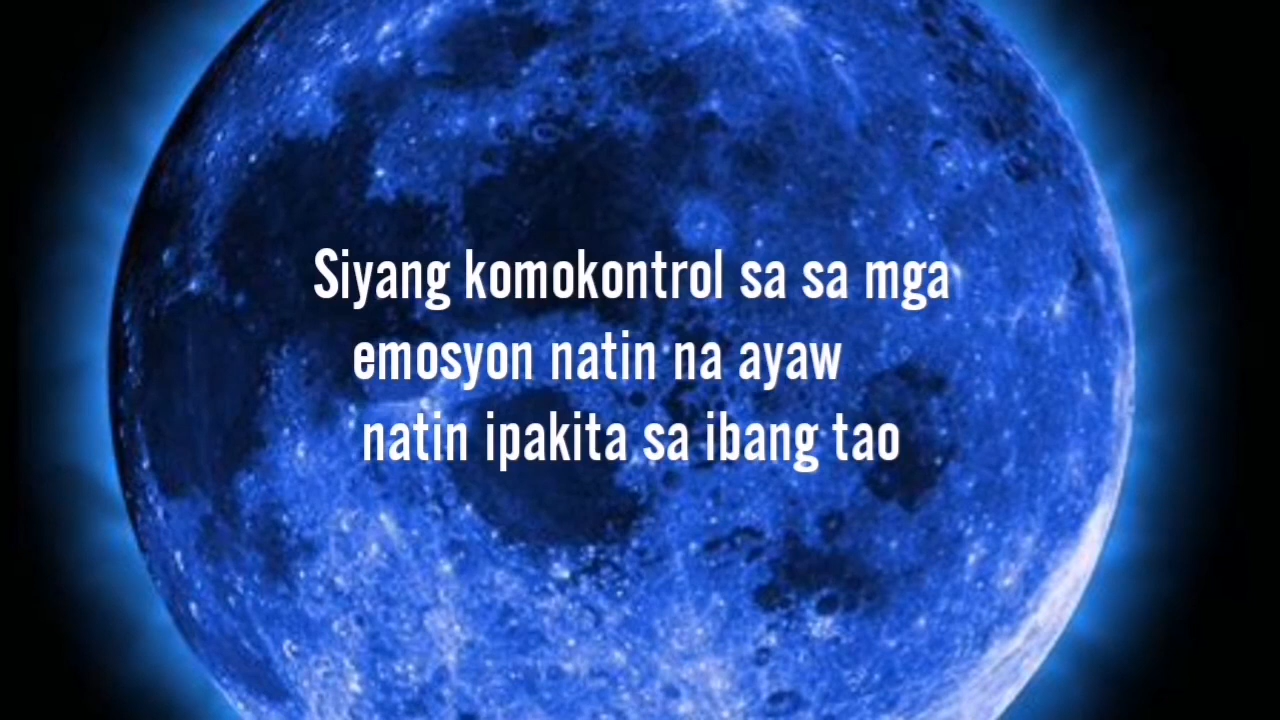 Siyang komokontrol sa sa mga
emosyon natin na ayaw
natin ipakita sa ibang tao